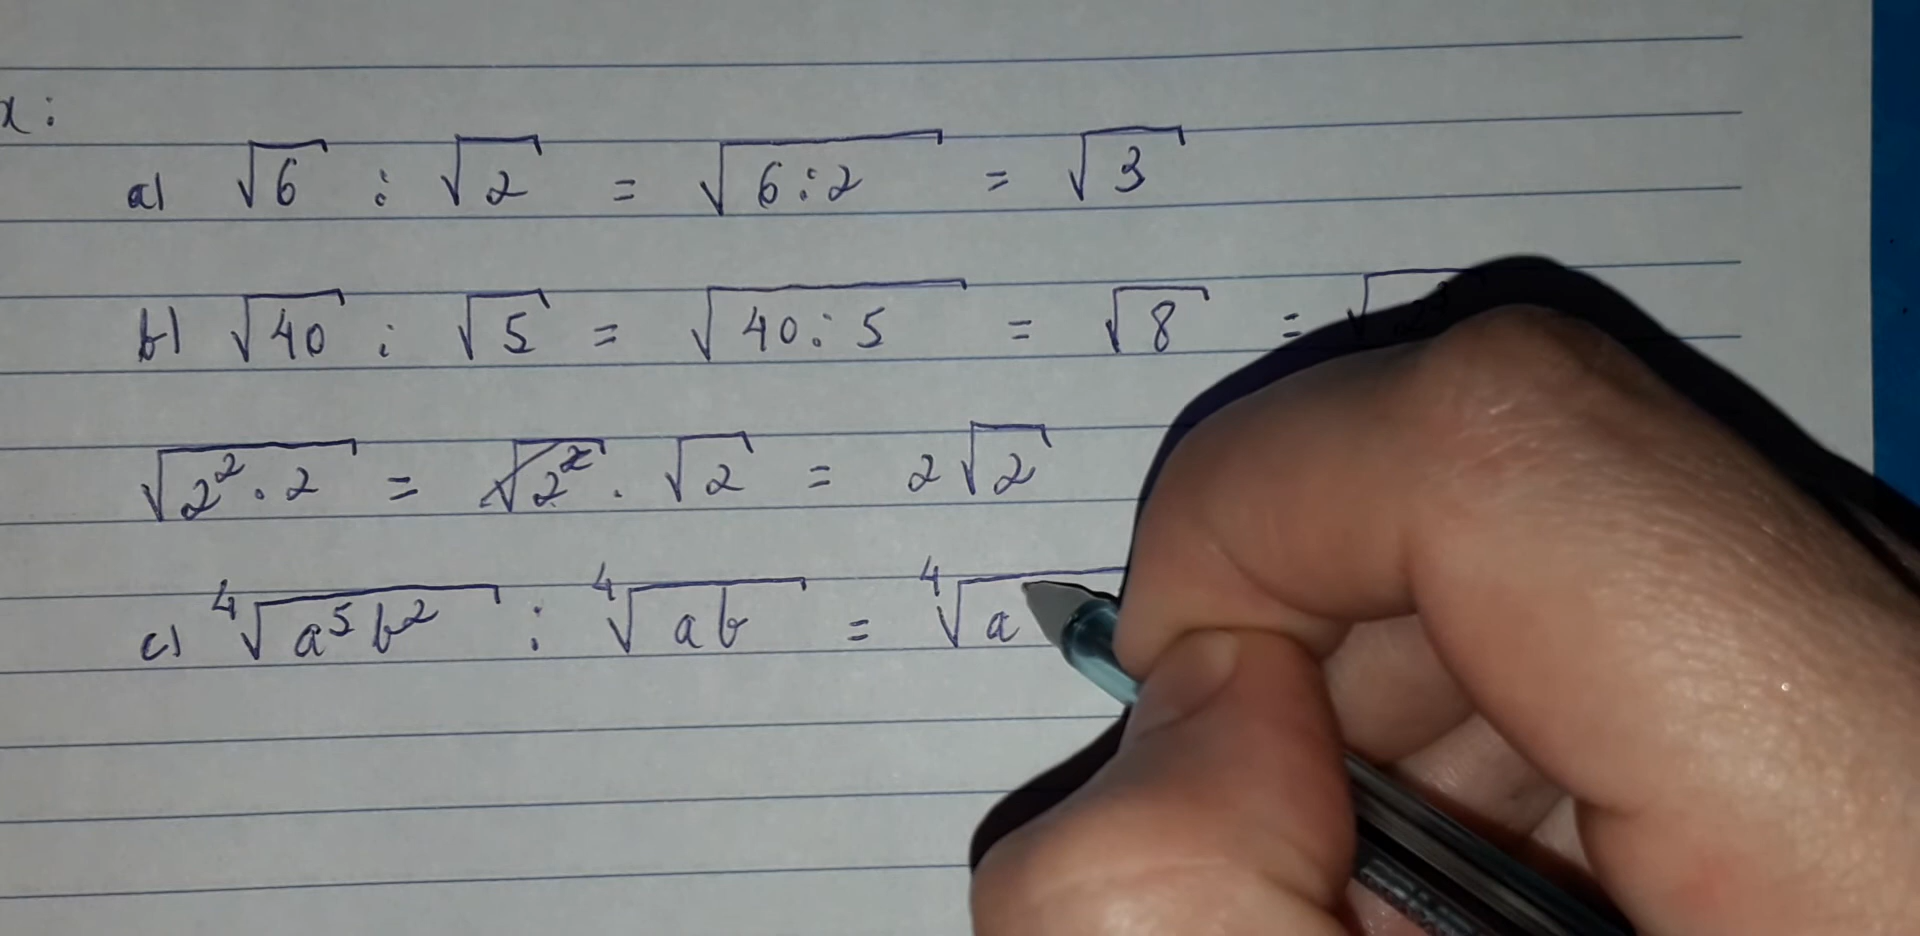 x:
a) √6 : √2 = √6:2 = √3
b) √40 : √5 = √40:5 = √8 = √2³
√2²·2 = √2² · √2 = 2√2
c) ⁴√a⁵b² : ⁴√ab = ⁴√a